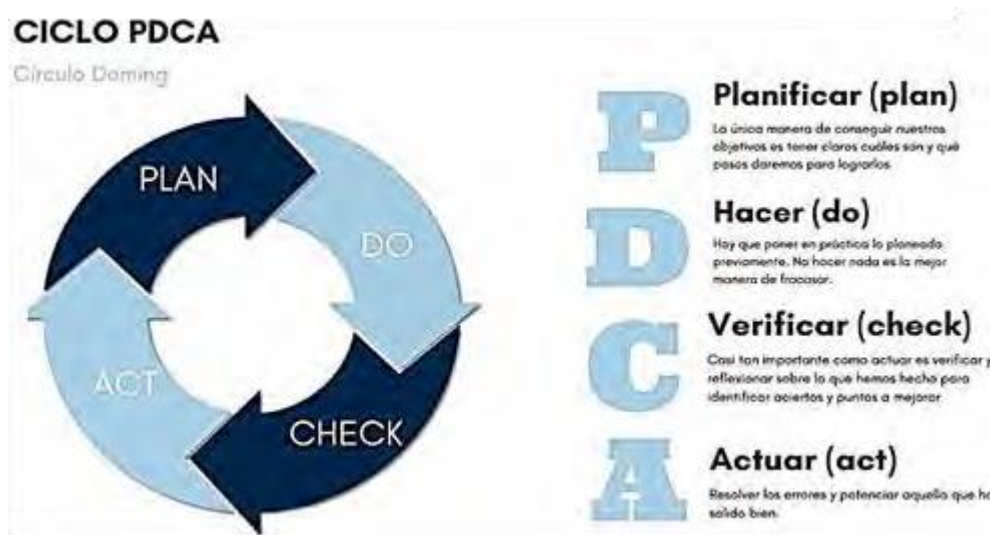 CICLO PDCA
Círculo Doming
PLAN
DO
CHECK
ACT
P
Planificar (plan)
La única manera de conseguir nuestros
objetivos es tener claros cuáles son y qué
pasos daremos para lograrlos
D
Hacer (do)
Hay que poner en práctica lo planeado
previamente. No hacer nada es la mejor
manera de fracasar.
C
Verificar (check)
Casi tan importante como actuar es verificar y
reflexionar sobre lo que hemos hecho para
identificar aciertos y puntos a mejorar
A
Actuar (act)
Resolver los errores y potenciar aquello que ha
salido bien.